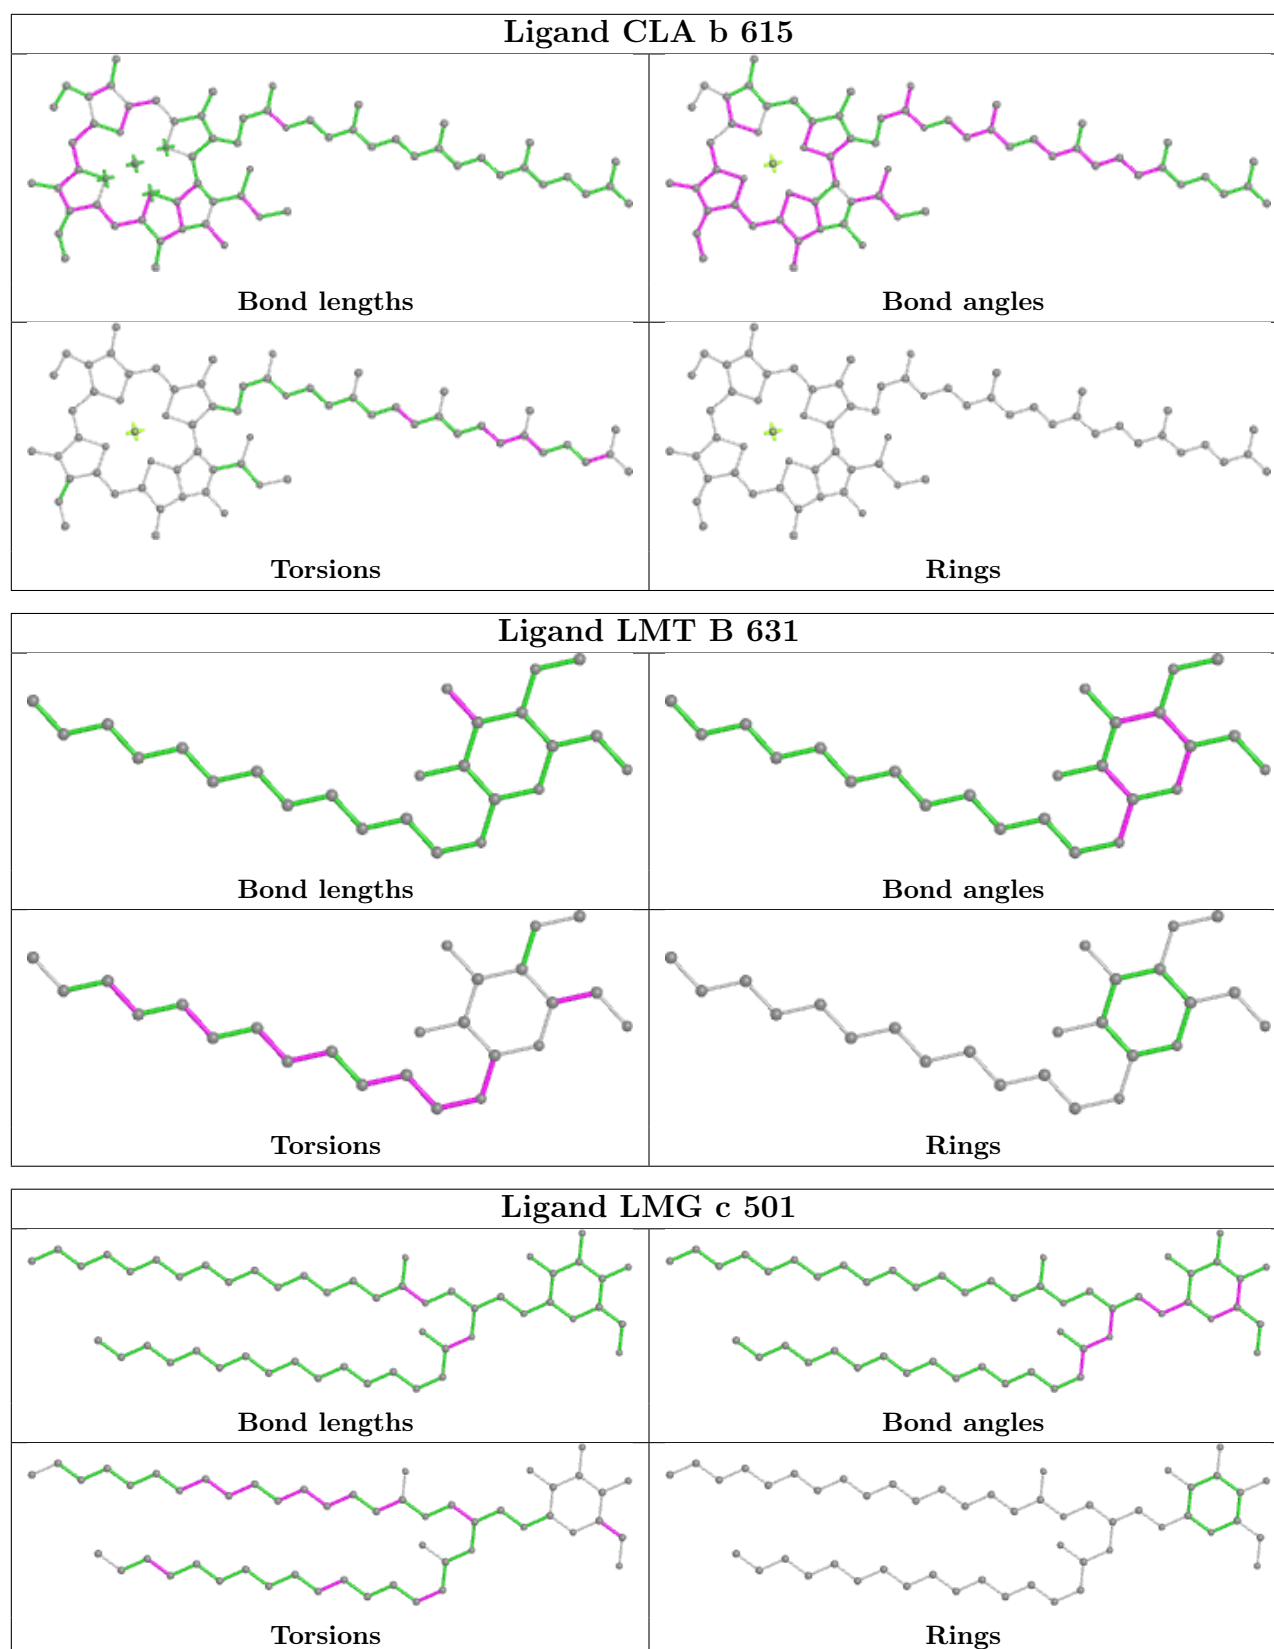 Ligand CLA b 615
Bond lengths
Bond angles
Torsions
Rings
Ligand LMT B 631
Bond lengths
Bond angles
Torsions
Rings
Ligand LMG c 501
Bond lengths
Bond angles
Torsions
Rings